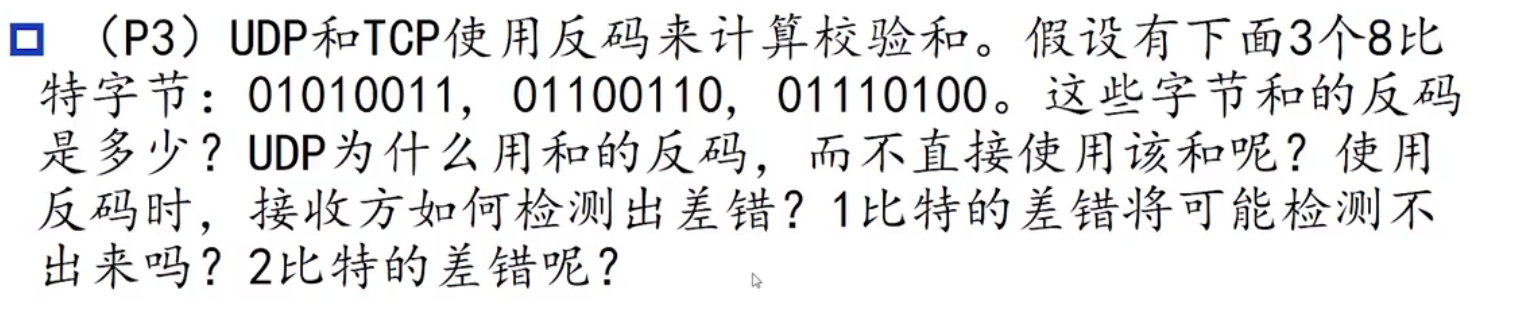 （P3）UDP和TCP使用反码来计算校验和。假设有下面3个8比
特字节：01010011，01100110，01110100。这些字节和的反码
是多少？UDP为什么用和的反码，而不直接使用该和呢？使用
反码时，接收方如何检测出差错？1比特的差错将可能检测不
出来吗？2比特的差错呢？